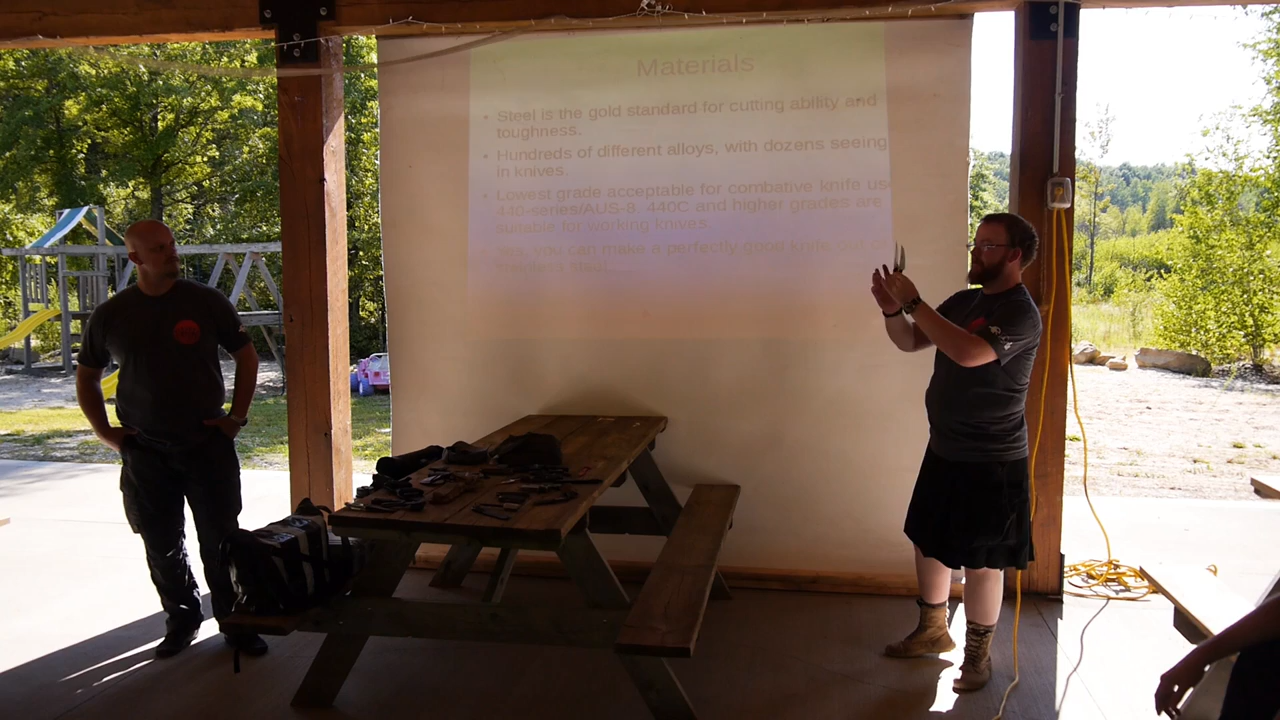 Materials
• Steel is the gold standard for cutting ability and
toughness.
• Hundreds of different alloys, with dozens seeing
in knives.
• Lowest grade acceptable for combative knife us
440-series/AUS-8. 440C and higher grades are
suitable for working knives.
you can make a perfectly good knife out of